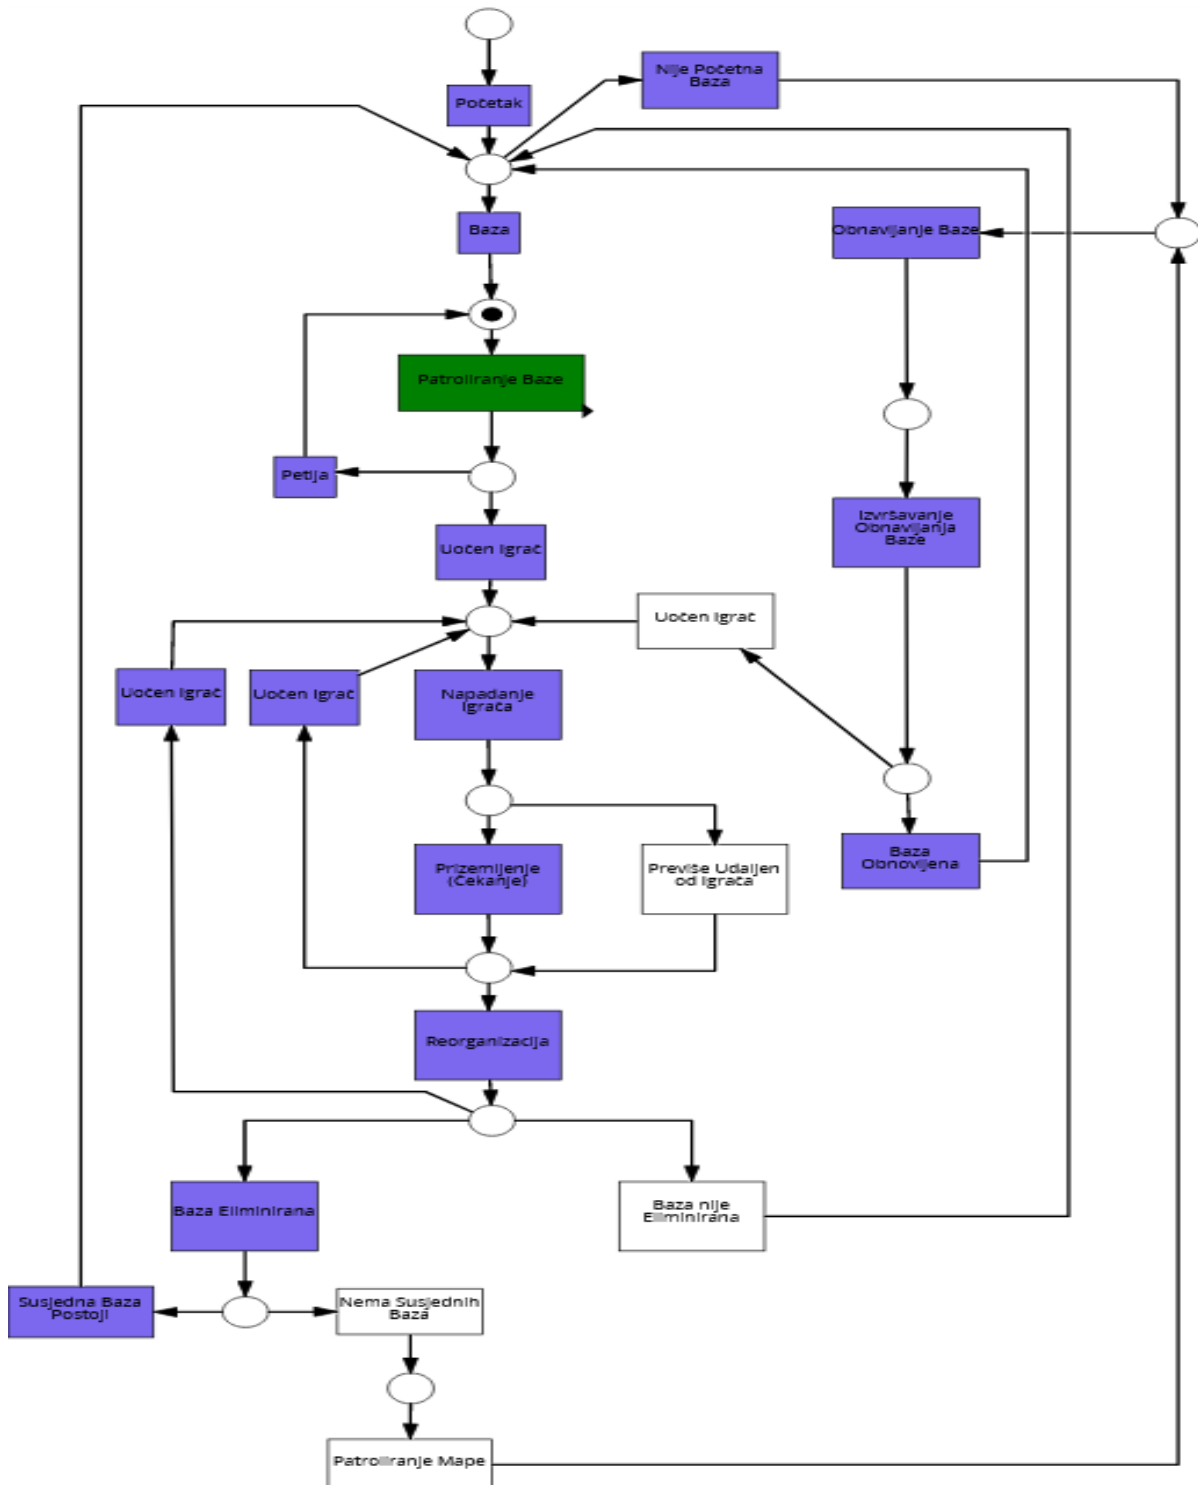 Nije Početna
Baza
Početak
Baza
Obnavljanje Baze
Patroliranje Baze
Petlja
Izvršavanje
Obnavljanja
Baze
Uočen Igrač
Uočen Igrač
Uočen Igrač
Uočen Igrač
Napadanje
Igrača
Prizemljenje
(Čekanje)
Previše Udaljen
od Igrača
Baza
Obnovljena
Reorganizacija
Baza Eliminirana
Baza nije
Eliminirana
Susjedna Baza
Postoji
Nema Susjednih
Baza
Patroliranje Mape